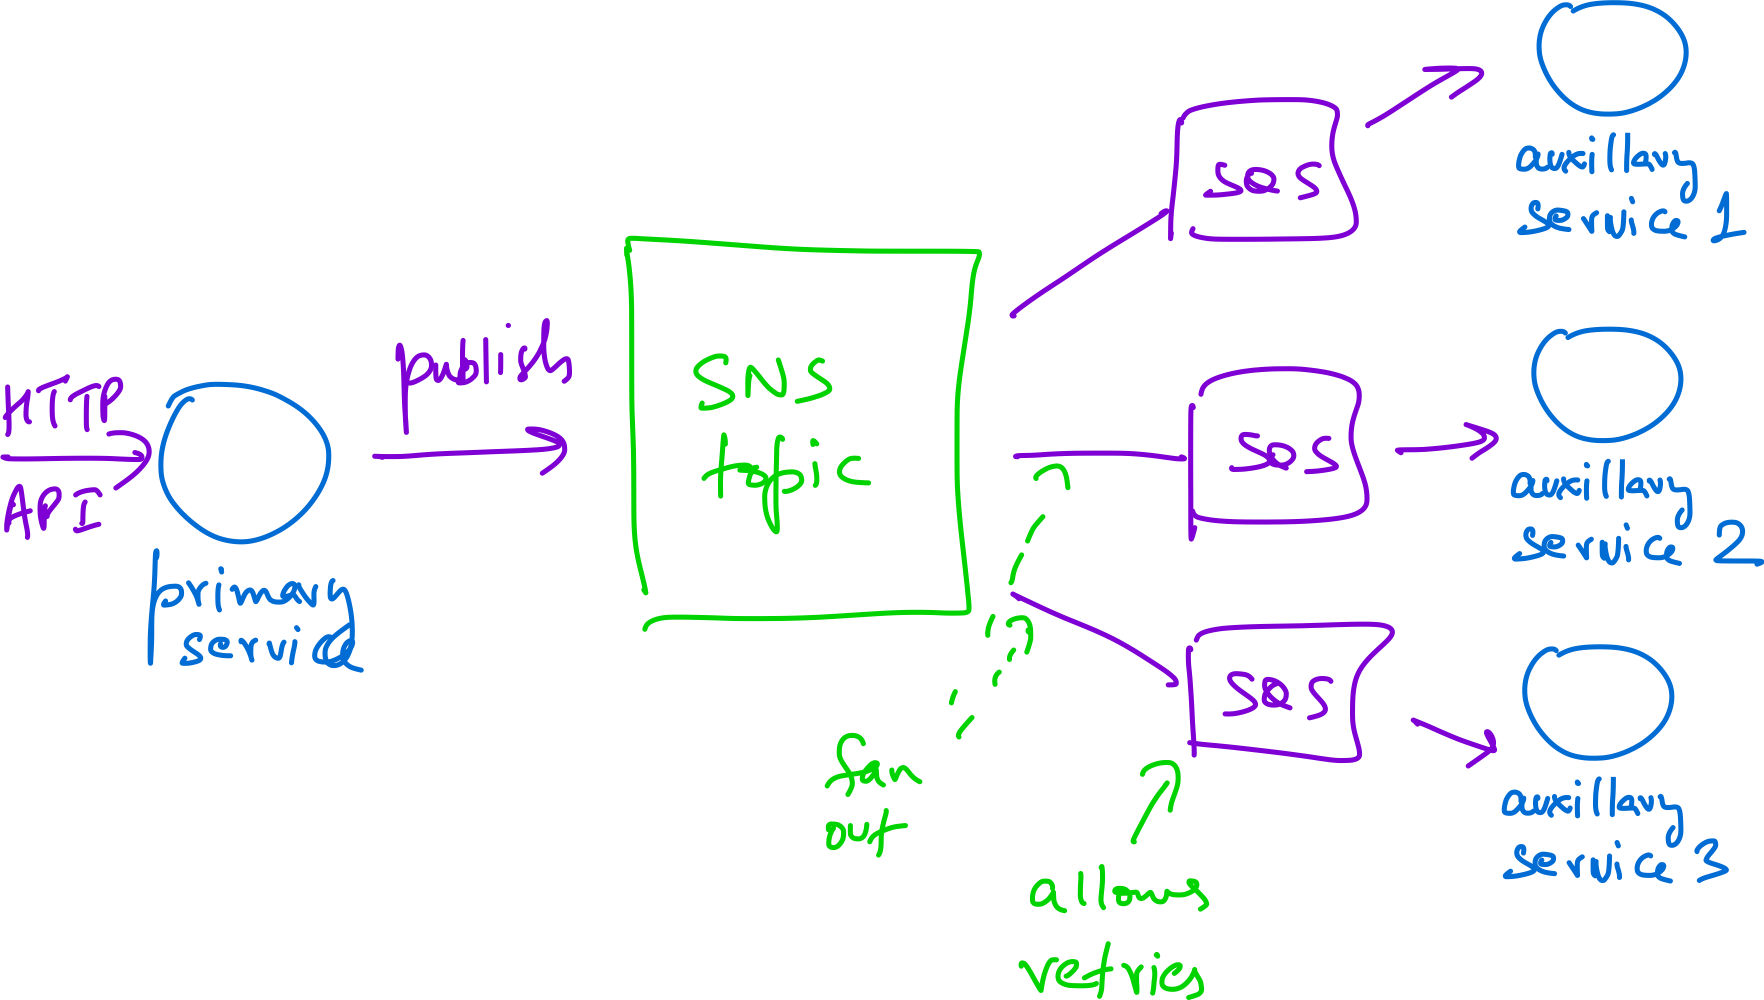 HTTP
API
primary
service
publish
SNS
topic
fan
out
SQS
SQS
SQS
allows
retries
auxillary
service 1
auxillary
service 2
auxillary
service 3